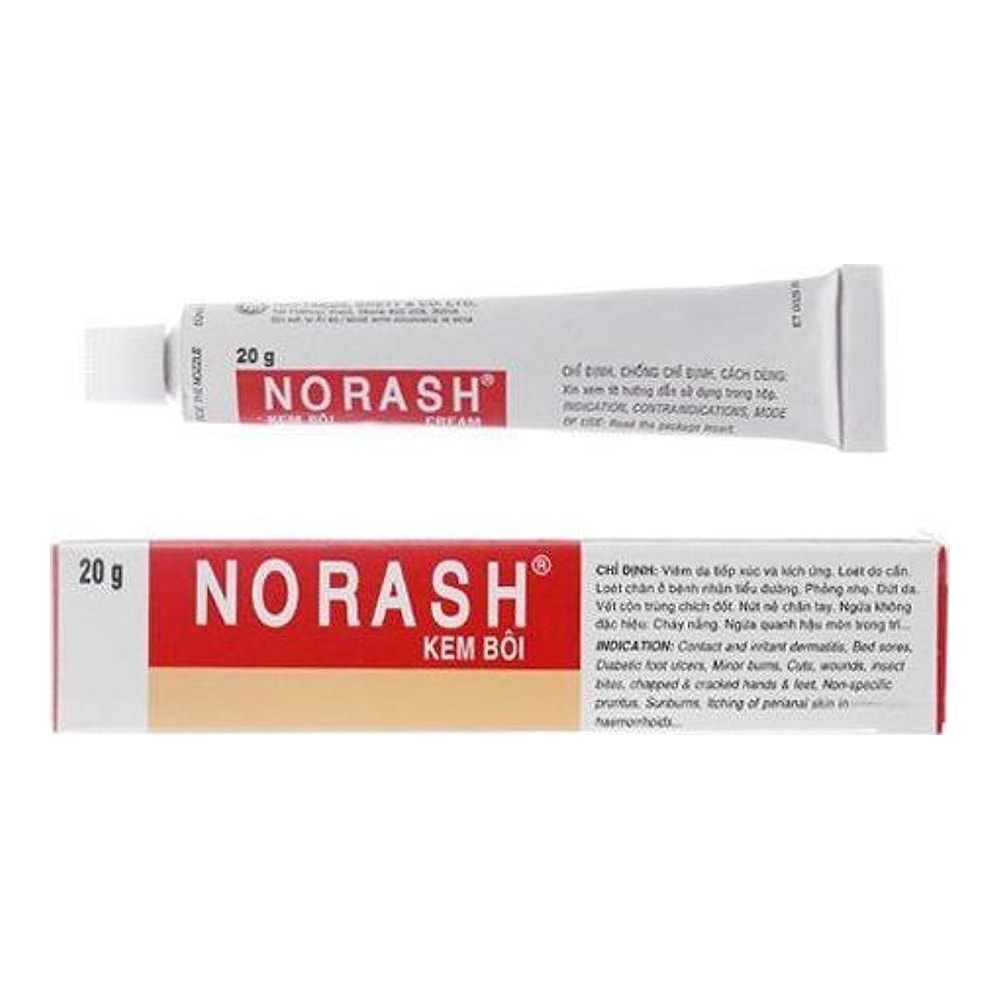 20 g
NORASH®
KEM BÔI CREAM
CHỈ ĐỊNH, CHỐNG CHỈ ĐỊNH, CÁCH DÙNG:
Xin xem tờ hướng dẫn sử dụng trong hộp.
INDICATION, CONTRAINDICATIONS, MODE
OF USE: Read the package insert.
THE NOZZLE
20 g
NORASH®
KEM BÔI
CHỈ ĐỊNH: Viêm da tiếp xúc và kích ứng. Loét do cấn.
Loét chân ở bệnh nhân tiểu đường. Phỏng nhẹ. Đứt da.
Vết côn trùng chích đốt. Nứt nẻ chân tay. Ngứa không
đặc hiệu. Cháy nắng. Ngứa quanh hậu môn trong trĩ...
INDICATION: Contact and irritant dermatitis, Bed sores,
Diabetic foot ulcers, Minor burns, Cuts, wounds, insect
bites, chapped & cracked hands & feet, Non-specific
pruritus, Sunburns, Itching of perianal skin in
haemorrhoids...